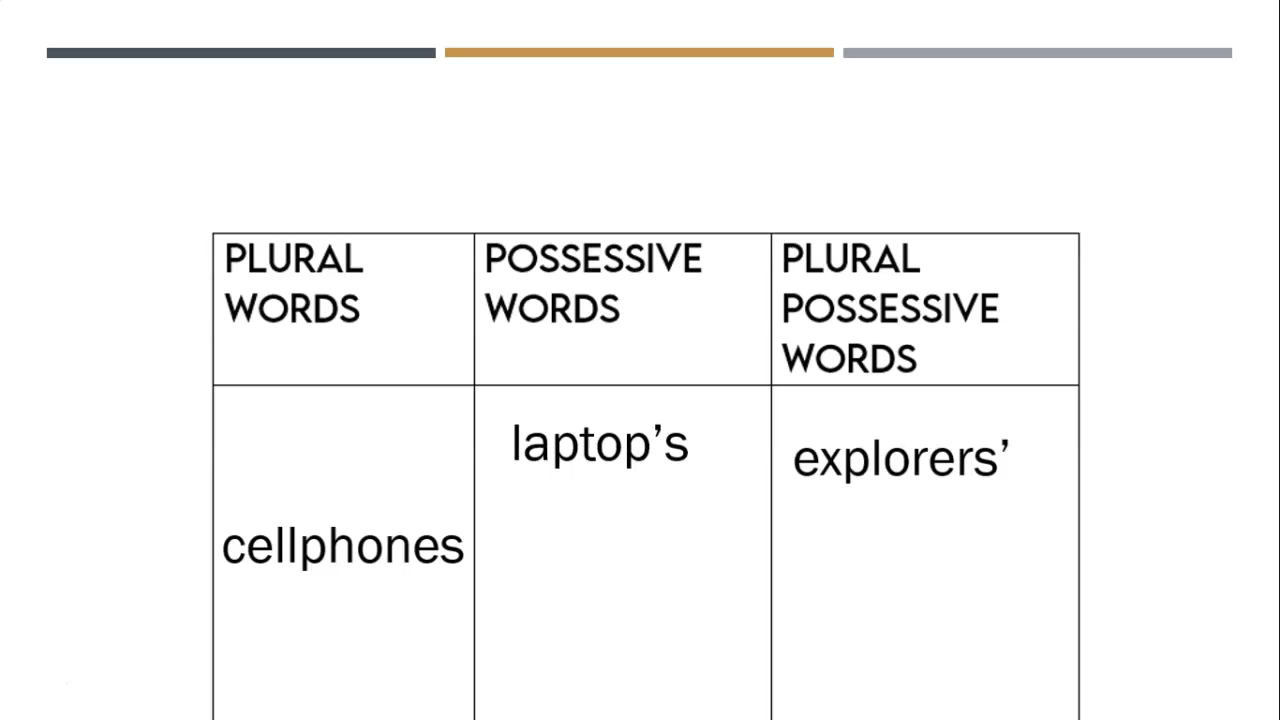 PLURAL
WORDS
POSSESSIVE
WORDS
PLURAL
POSSESSIVE
WORDS
cellphones
laptop’s
explorers’